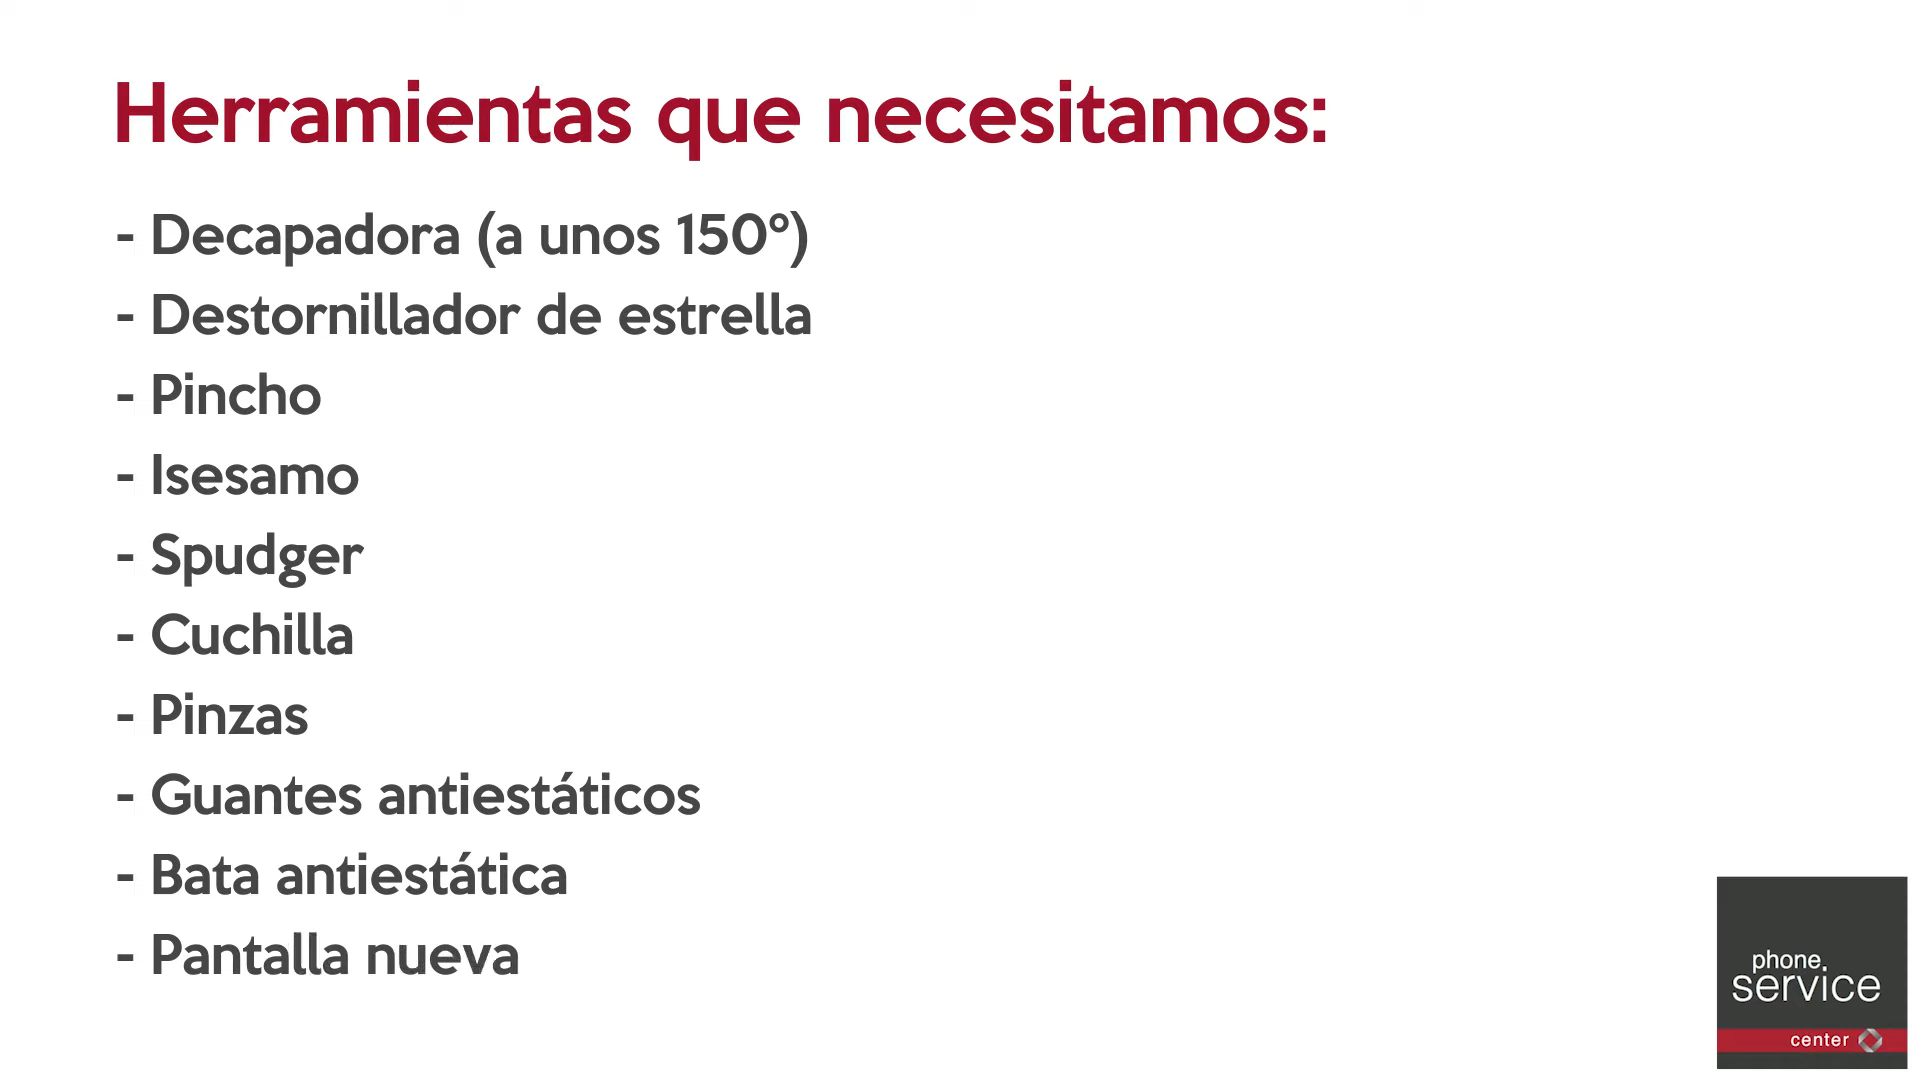 Herramientas que necesitamos:
- Decapadora (a unos 150º)
- Destornillador de estrella
- Pincho
- Isesamo
- Spudger
- Cuchilla
- Pinzas
- Guantes antiestáticos
- Bata antiestática
- Pantalla nueva
phone.
service
center